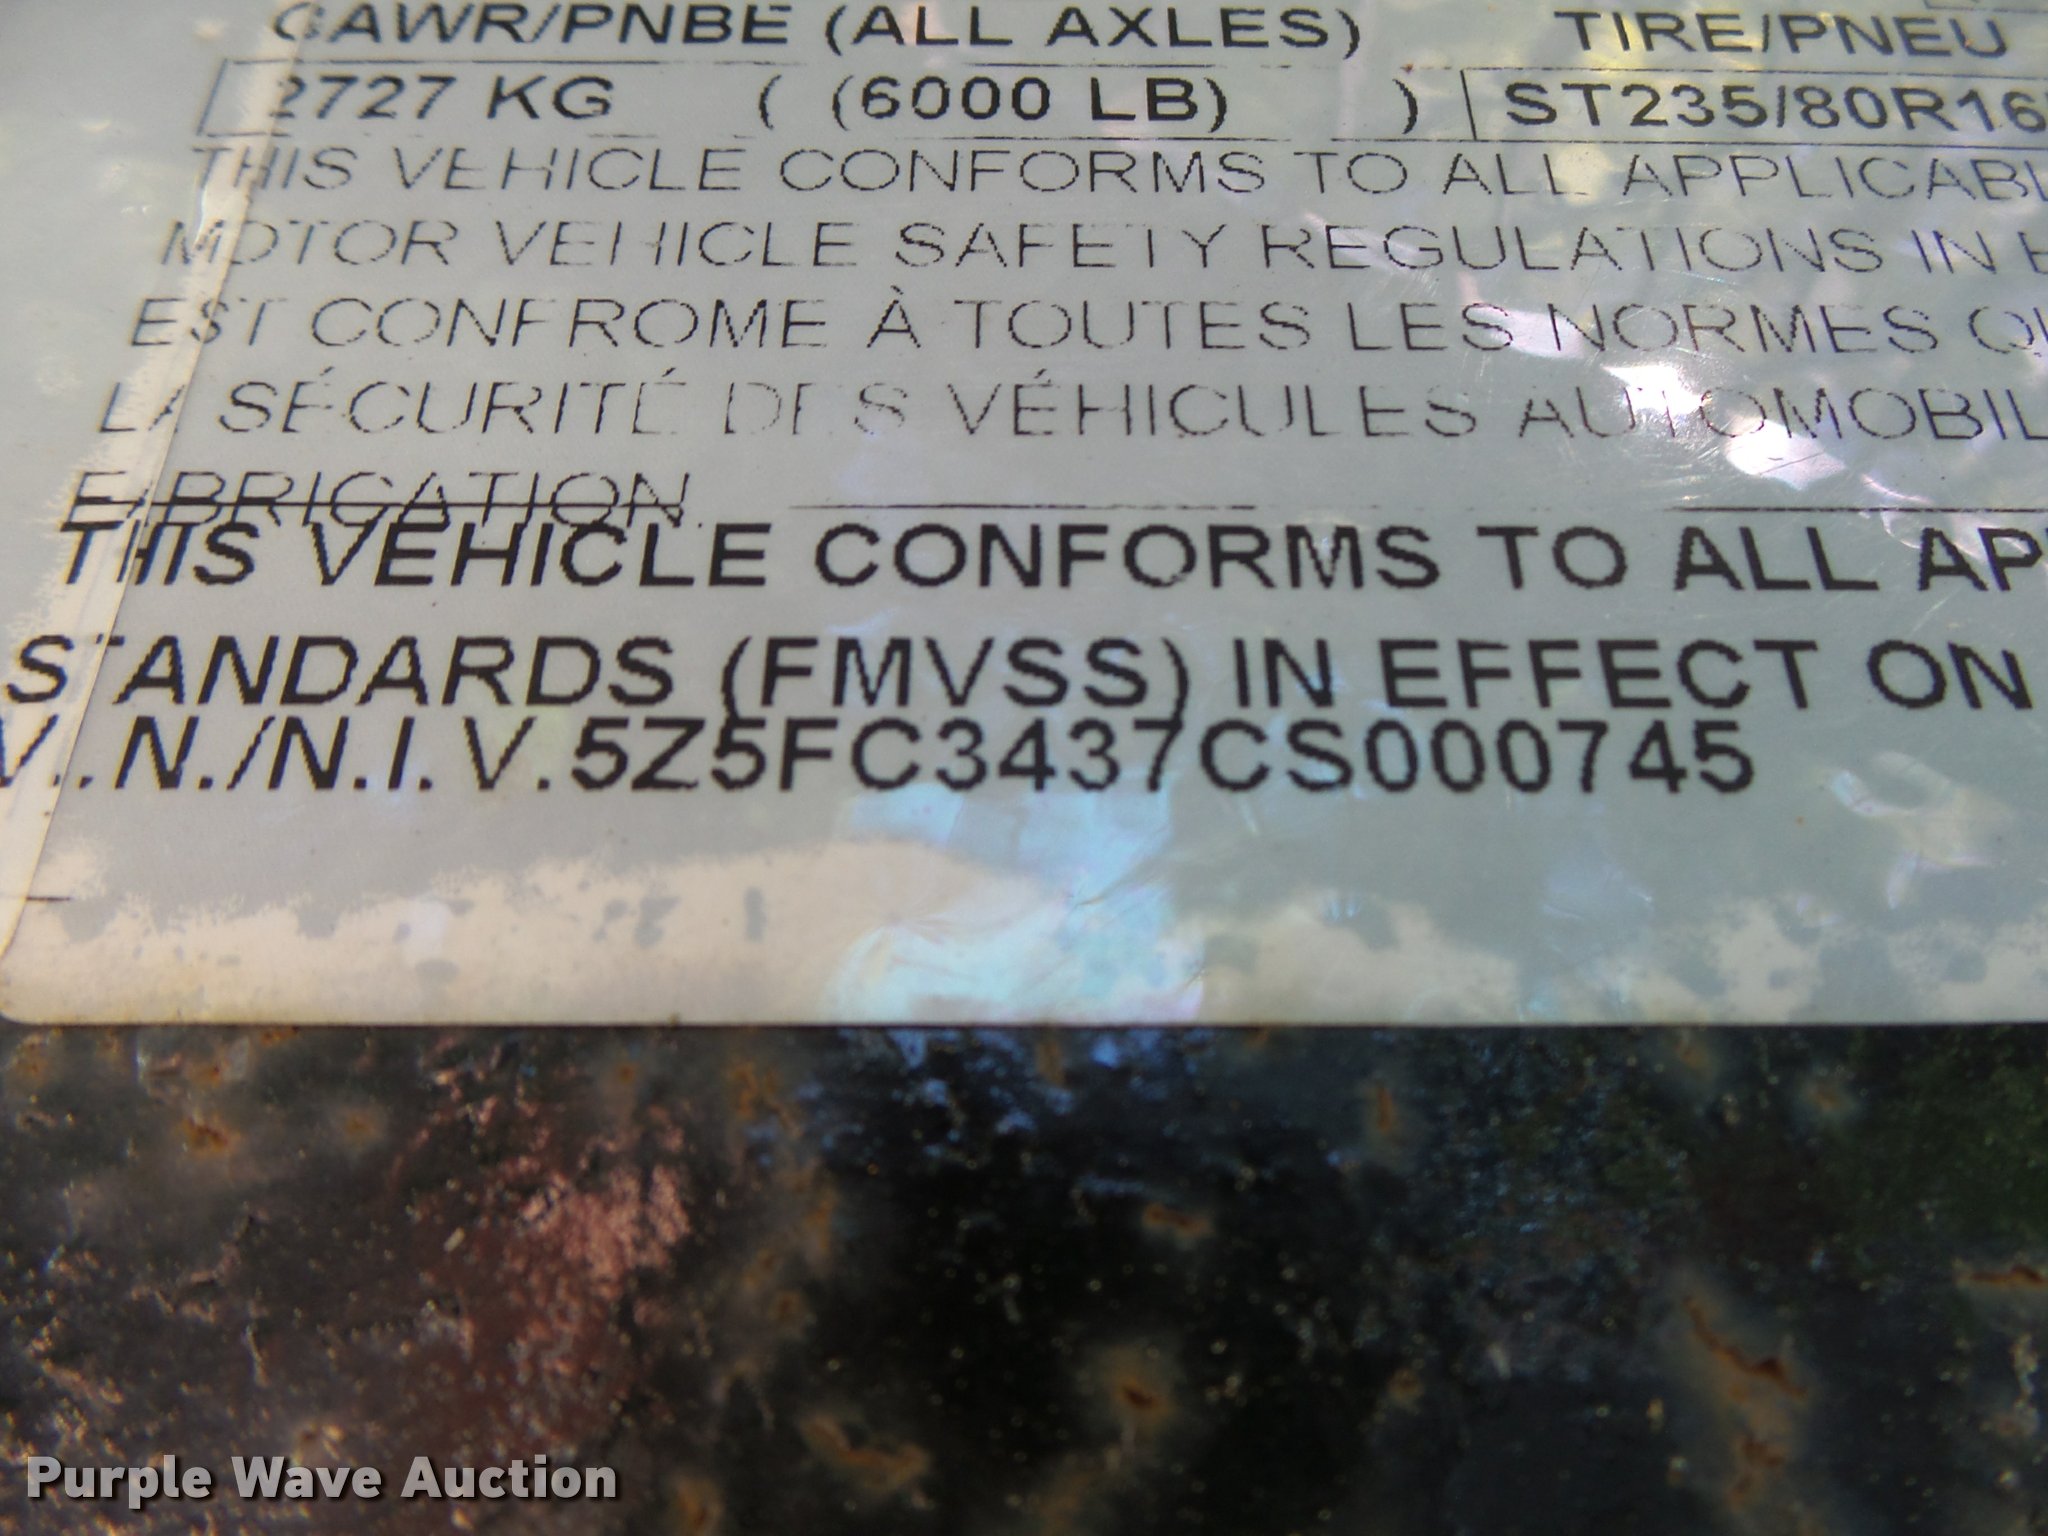 GAWR/PNBE (ALL AXLES) TIRE/PNEU
2727 KG ( (6000 LB) ) ST235/80R16
THIS VEHICLE CONFORMS TO ALL APPLICABL
MOTOR VEHICLE SAFETY REGULATIONS IN E
EST CONFROME À TOUTES LES NORMES QU
LA SÉCURITÉ DES VÉHICULES AUTOMOBIL
FABRICATION.
THIS VEHICLE CONFORMS TO ALL AP
STANDARDS (FMVSS) IN EFFECT ON
V.I.N./N.I.V.5Z5FC3437CS000745
Purple Wave Auction